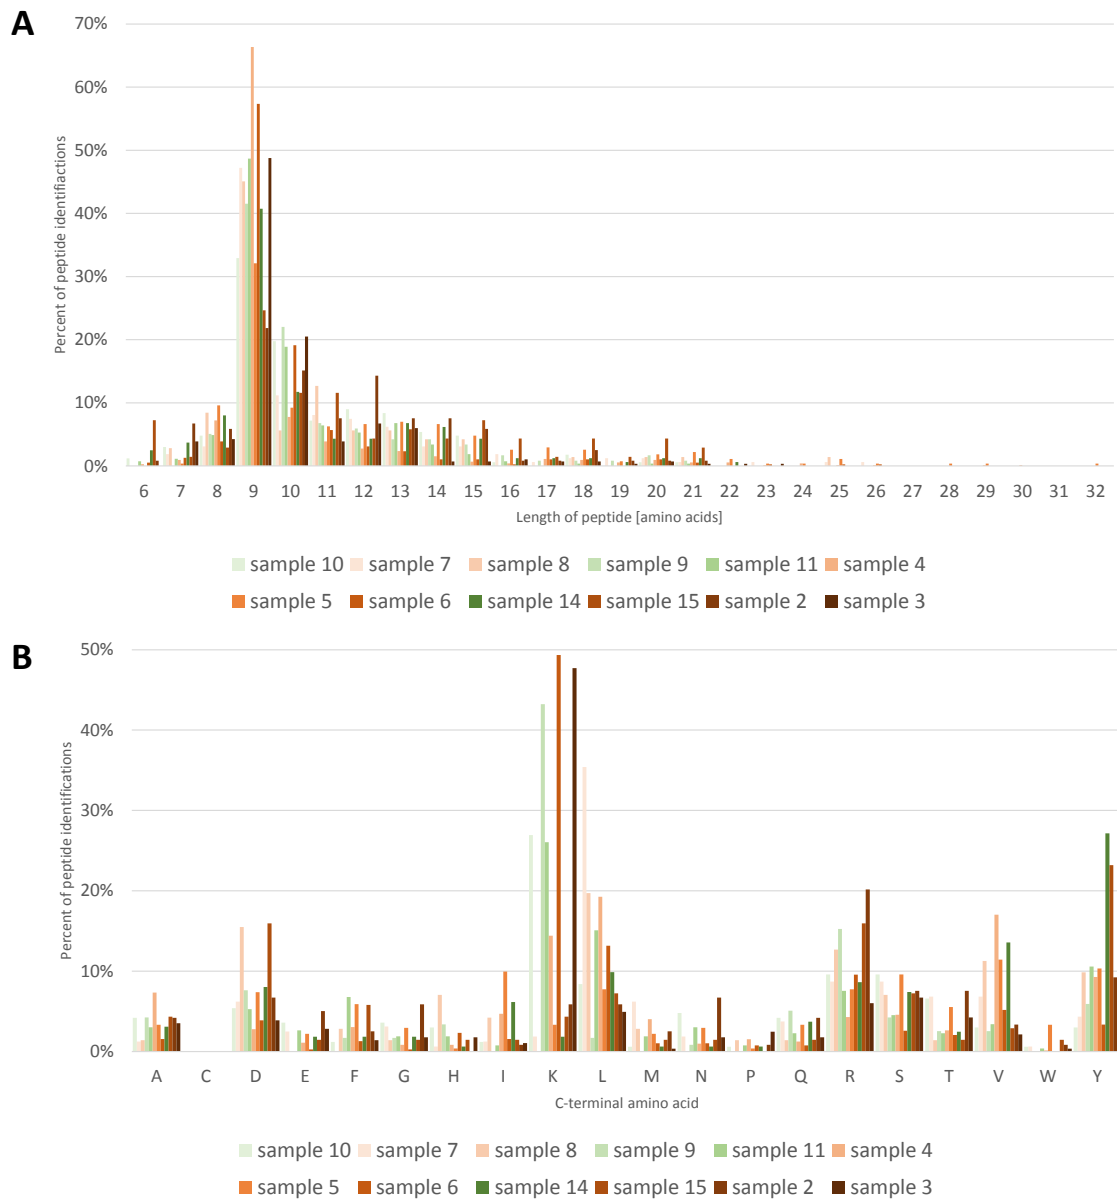 A
70%
60%
50%
40%
30%
20%
10%
0%
Percent of peptide identifiactions
6 7 8 9 10 11 12 13 14 15 16 17 18 19 20 21 22 23 24 25 26 27 28 29 30 31 32
Length of peptide [amino acids]
sample 10 sample 7 sample 8 sample 9 sample 11 sample 4
sample 5 sample 6 sample 14 sample 15 sample 2 sample 3
B
50%
40%
30%
20%
10%
0%
Percent of peptide identifications
A C D E F G H I K L M N P Q R S T V W Y
C-terminal amino acid
sample 10 sample 7 sample 8 sample 9 sample 11 sample 4
sample 5 sample 6 sample 14 sample 15 sample 2 sample 3